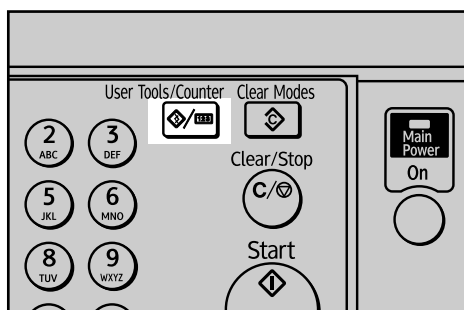 User Tools/Counter Clear Modes
123
2 ABC
3 DEF
Clear/Stop
C/
Main
Power
On
5 JKL
6 MNO
Start
8 TUV
9 WXYZ